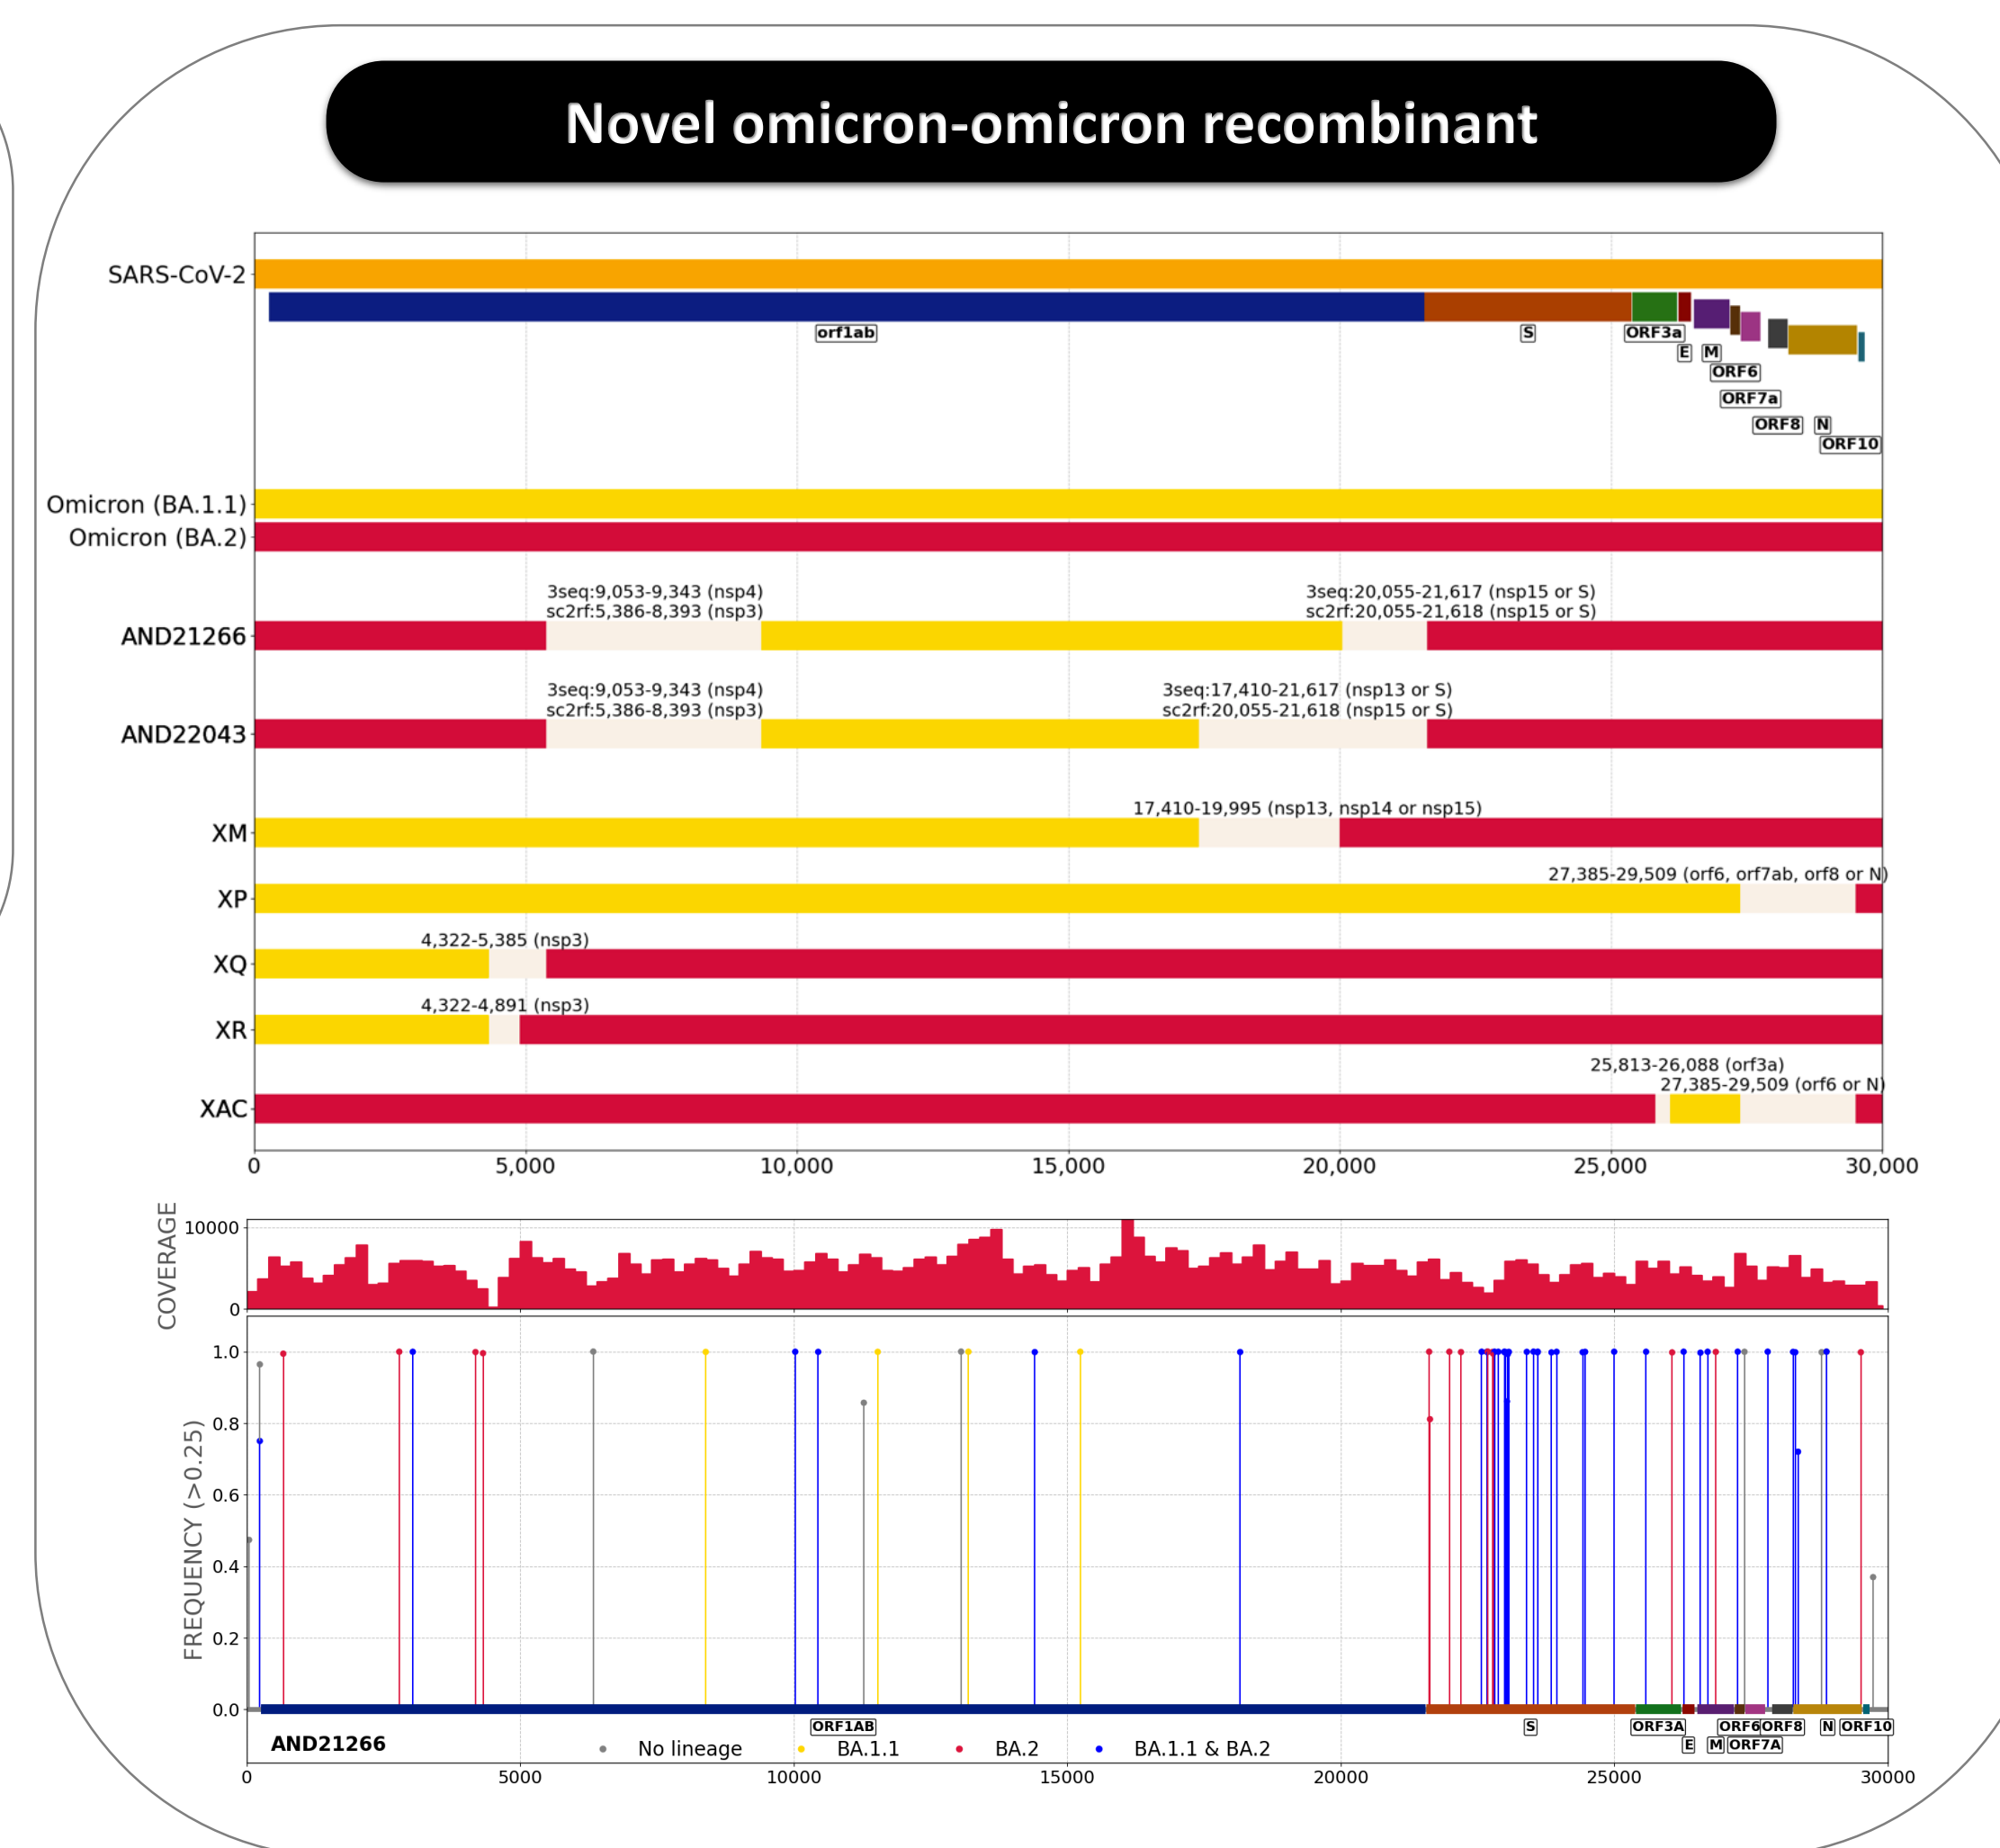 Novel omicron-omicron recombinant
SARS-CoV-2
orf1ab
S
ORF3a
E
M
ORF6
ORF7a
ORF8
N
ORF10
Omicron (BA.1.1)
Omicron (BA.2)
3seq:9,053-9,343 (nsp4)
sc2rf:5,386-8,393 (nsp3)
3seq:20,055-21,617 (nsp15 or S)
sc2rf:20,055-21,618 (nsp15 or S)
AND21266
3seq:9,053-9,343 (nsp4)
sc2rf:5,386-8,393 (nsp3)
3seq:17,410-21,617 (nsp13 or S)
sc2rf:20,055-21,618 (nsp15 or S)
AND22043
17,410-19,995 (nsp13, nsp14 or nsp15)
XM
27,385-29,509 (orf6, orf7ab, orf8 or N)
XP
4,322-5,385 (nsp3)
XQ
4,322-4,891 (nsp3)
XR
25,813-26,088 (orf3a)
27,385-29,509 (orf6 or N)
XAC
0 5,000 10,000 15,000 20,000 25,000 30,000
COVERAGE
10000
0
FREQUENCY (>0.25)
1.0
0.8
0.6
0.4
0.2
0.0
ORF1AB S ORF3A ORF6 ORF8 N ORF10
E M ORF7A
AND21266
No lineage BA.1.1 BA.2 BA.1.1 & BA.2
0 5000 10000 15000 20000 25000 30000